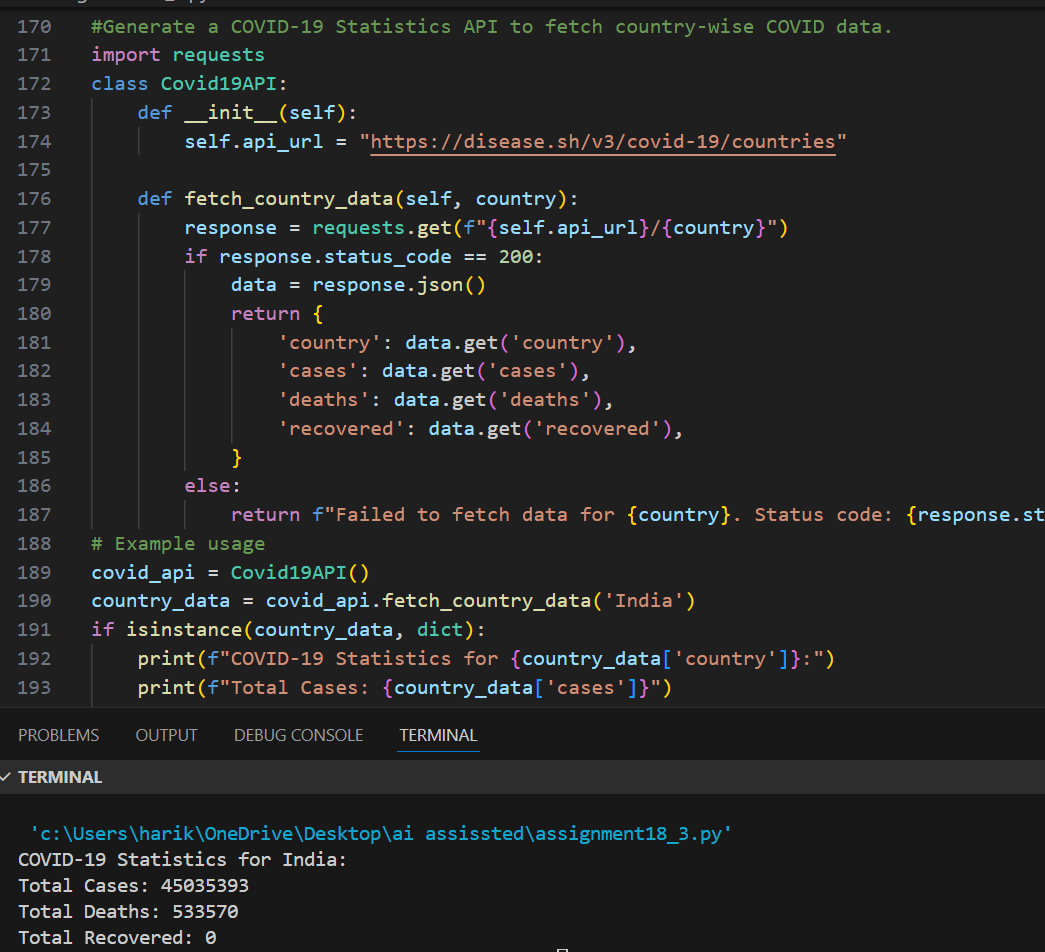 170 #Generate a COVID-19 Statistics API to fetch country-wise COVID data.
171 import requests
172 class Covid19API:
173     def __init__(self):
174         self.api_url = "https://disease.sh/v3/covid-19/countries"
175
176     def fetch_country_data(self, country):
177         response = requests.get(f"{self.api_url}/{country}")
178         if response.status_code == 200:
179             data = response.json()
180             return {
181                 'country': data.get('country'),
182                 'cases': data.get('cases'),
183                 'deaths': data.get('deaths'),
184                 'recovered': data.get('recovered'),
185             }
186         else:
187             return f"Failed to fetch data for {country}. Status code: {response.st
188 # Example usage
189 covid_api = Covid19API()
190 country_data = covid_api.fetch_country_data('India')
191 if isinstance(country_data, dict):
192     print(f"COVID-19 Statistics for {country_data['country']}:")
193     print(f"Total Cases: {country_data['cases']}")
PROBLEMS OUTPUT DEBUG CONSOLE TERMINAL
TERMINAL
'c:\Users\harik\OneDrive\Desktop\ai assissted\assignment18_3.py'
COVID-19 Statistics for India:
Total Cases: 45035393
Total Deaths: 533570
Total Recovered: 0